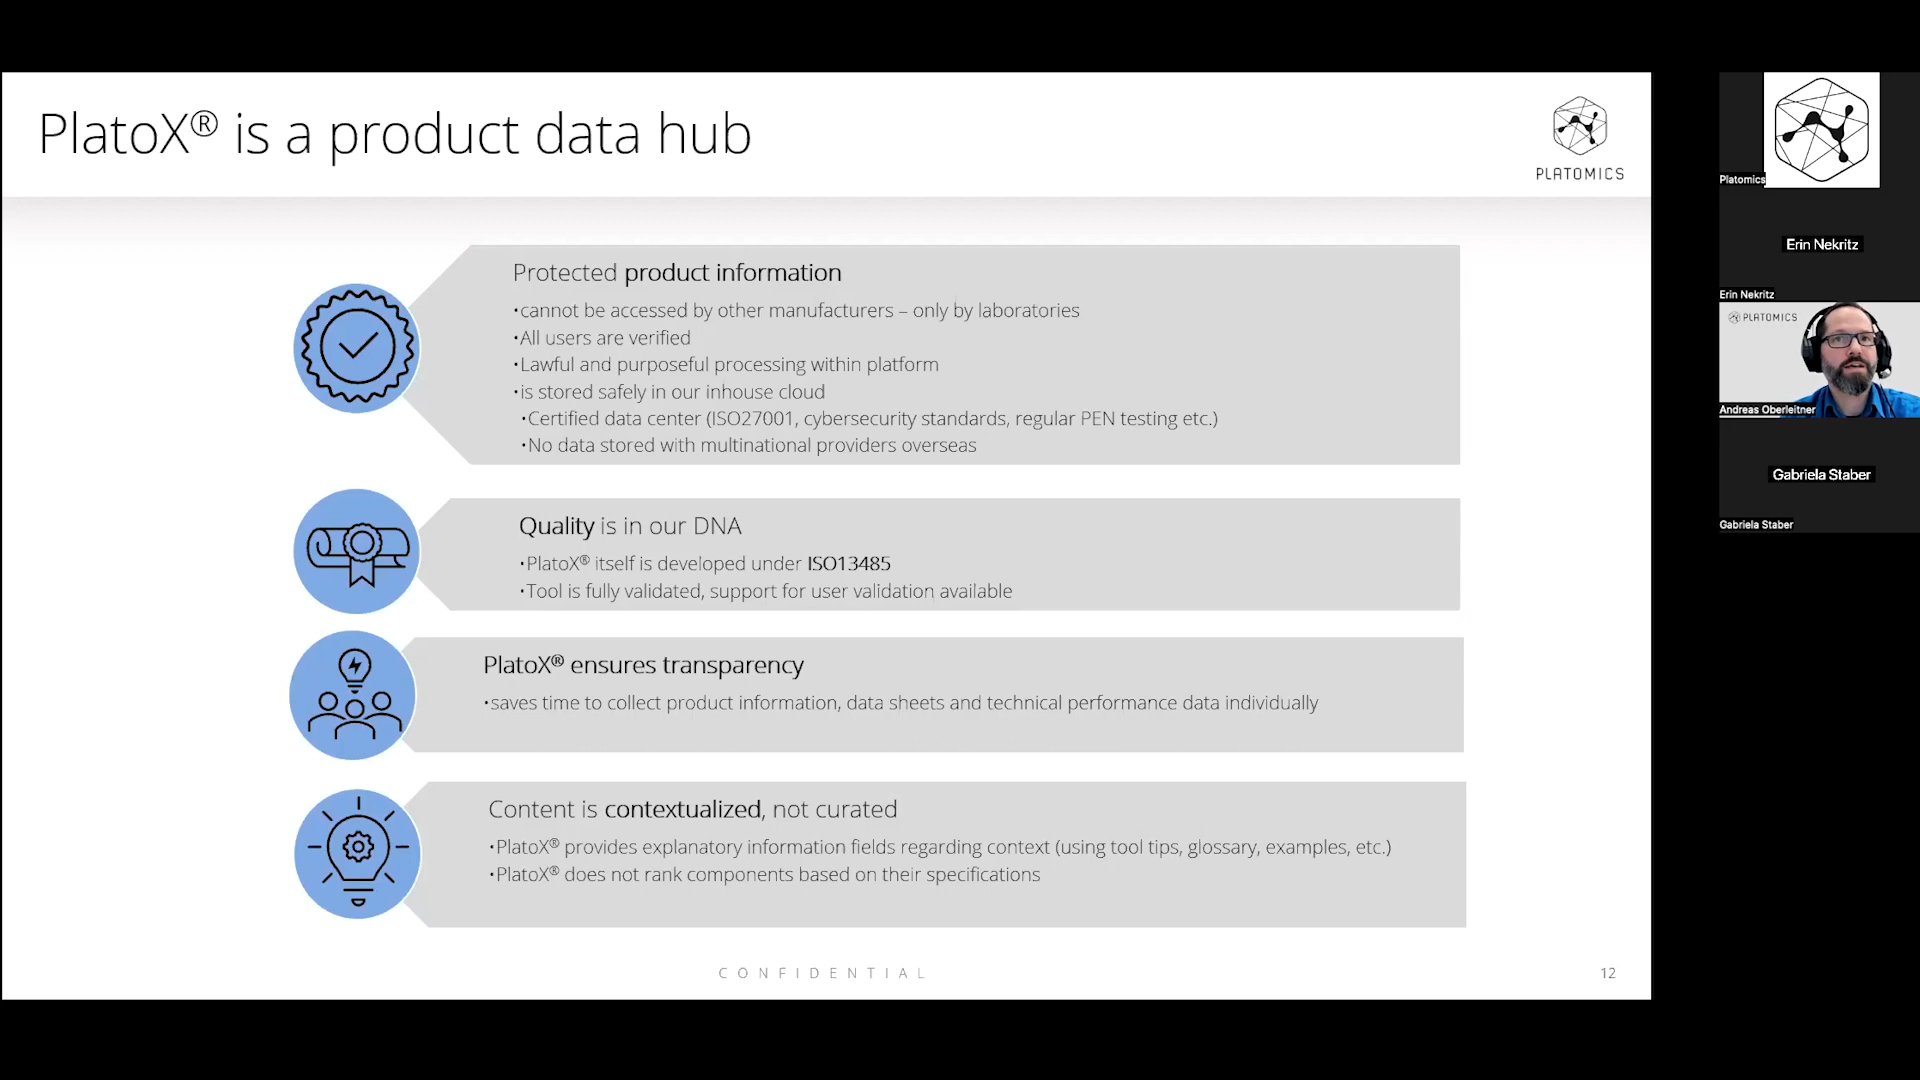 PlatoX® is a product data hub
PLATOMICS
Protected product information
•cannot be accessed by other manufacturers – only by laboratories
•All users are verified
•Lawful and purposeful processing within platform
•is stored safely in our inhouse cloud
•Certified data center (ISO27001, cybersecurity standards, regular PEN testing etc.)
•No data stored with multinational providers overseas
Quality is in our DNA
•PlatoX® itself is developed under ISO13485
•Tool is fully validated, support for user validation available
PlatoX® ensures transparency
•saves time to collect product information, data sheets and technical performance data individually
Content is contextualized, not curated
•PlatoX® provides explanatory information fields regarding context (using tool tips, glossary, examples, etc.)
•PlatoX® does not rank components based on their specifications
CONFIDENTIAL
12
Platomics
Erin Nekritz
Erin Nekritz
PLATOMICS
Andreas Oberleitner
Gabriela Staber
Gabriela Staber